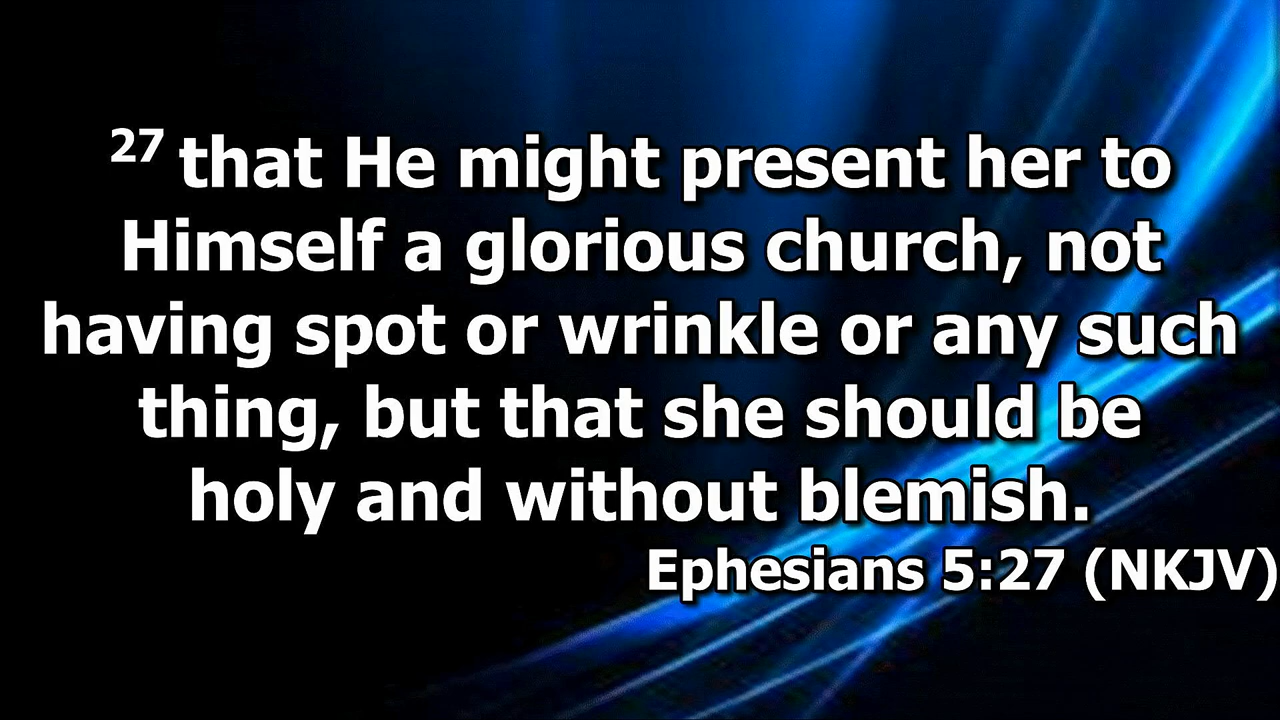 27 that He might present her to
Himself a glorious church, not
having spot or wrinkle or any such
thing, but that she should be
holy and without blemish.
Ephesians 5:27 (NKJV)